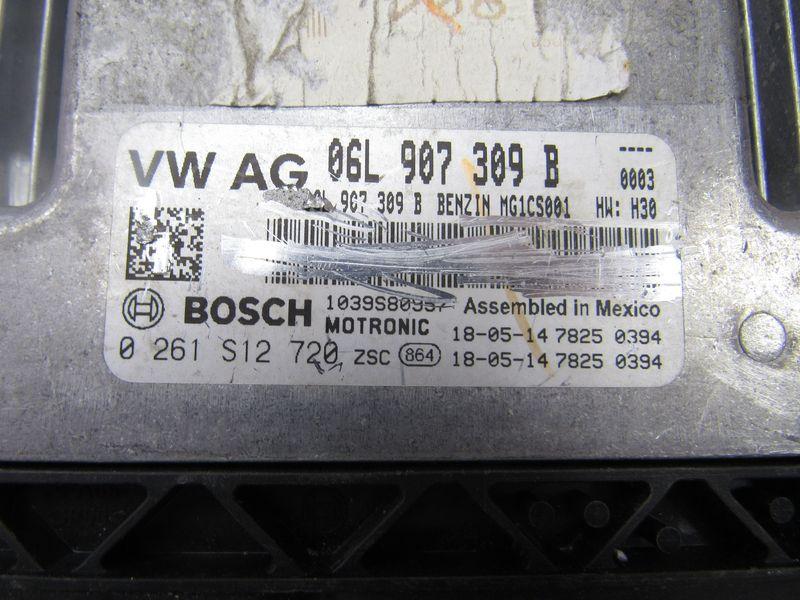 VW AG 06L 907 309 B ----
0003
907 309 B BENZIN MG1CS001 HW: H30
BOSCH Assembled in Mexico
MOTRONIC 18-05-14 7825 0394
0 261 S12 720 ZSC 864 18-05-14 7825 0394